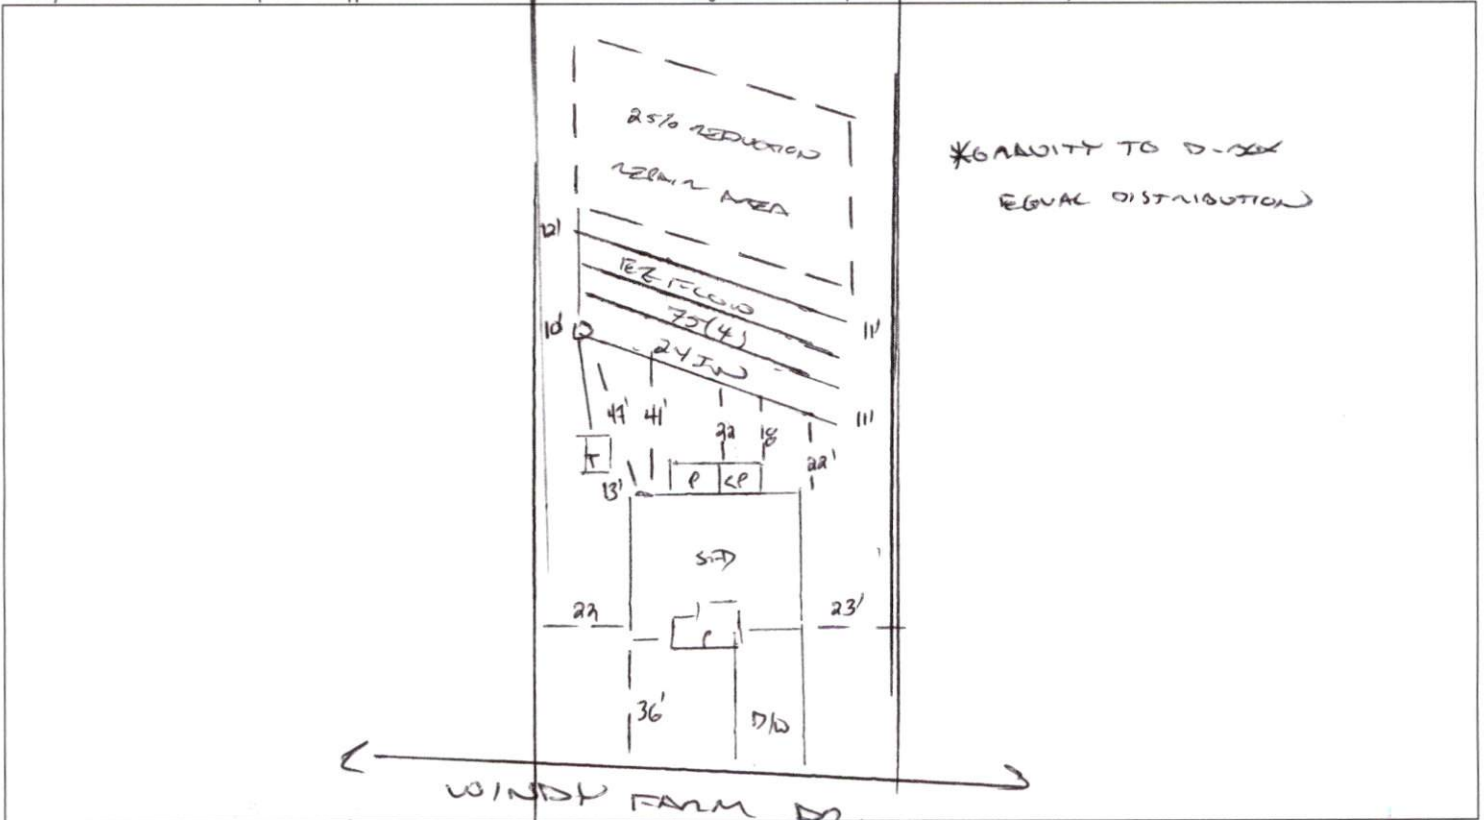 25% REDUCTION
REPAIR AREA
*GRAVITY TO D-BOX
EQUAL DISTRIBUTION
12'
EZ FLOW
11'
75(4)
10'
24 IN
47'
41'
22
18
22'
11'
T
13'
P
CP
SFD
22
23'
P
36'
D/W
WINDY FARM DR